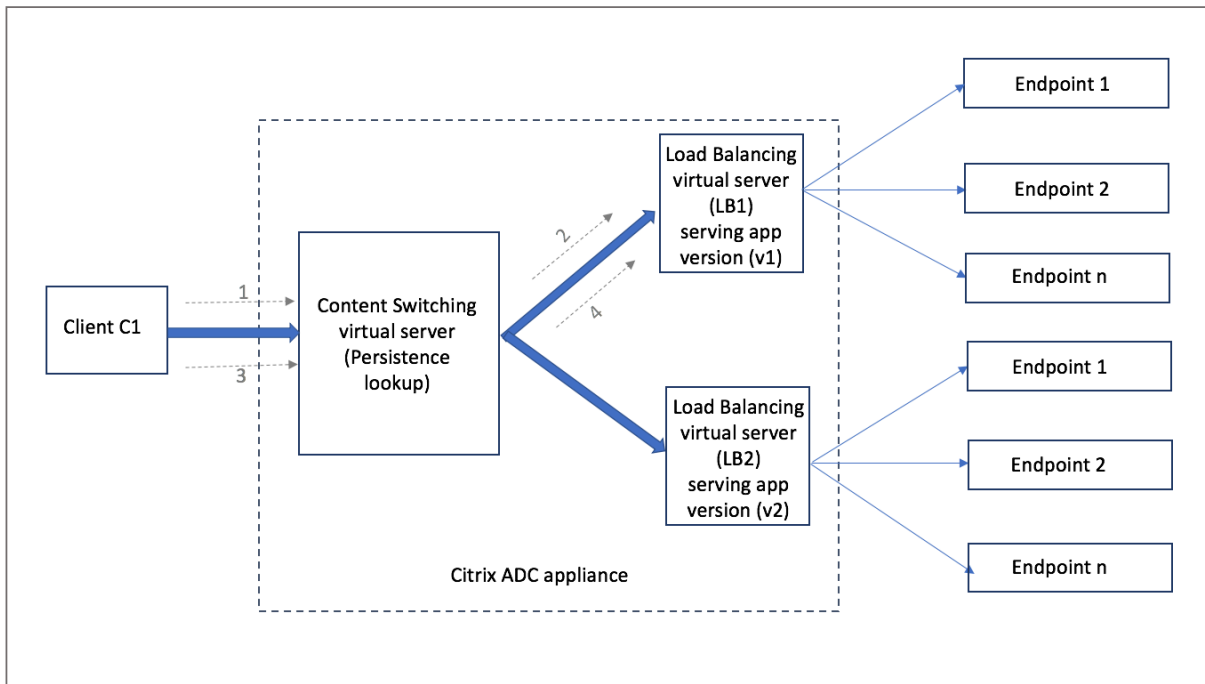 Endpoint 1
Load Balancing
virtual server
(LB1)
serving app
version (v1)
Endpoint 2
2
Endpoint n
1
Content Switching
virtual server
(Persistence
lookup)
4
Client C1
3
Endpoint 1
Load Balancing
virtual server
(LB2)
serving app
version (v2)
Endpoint 2
Citrix ADC appliance
Endpoint n